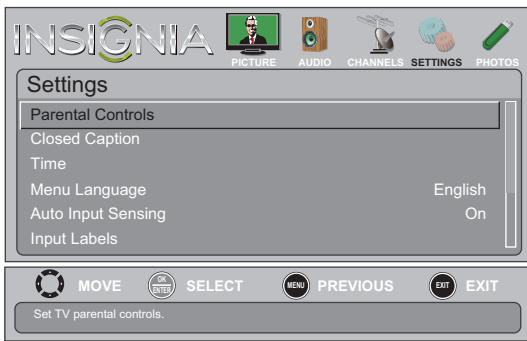 INSIGNIA
PICTURE AUDIO CHANNELS SETTINGS PHOTOS
Settings
Parental Controls
Closed Caption
Time
Menu Language English
Auto Input Sensing On
Input Labels
MOVE OK ENTER SELECT MENU PREVIOUS EXIT EXIT
Set TV parental controls.